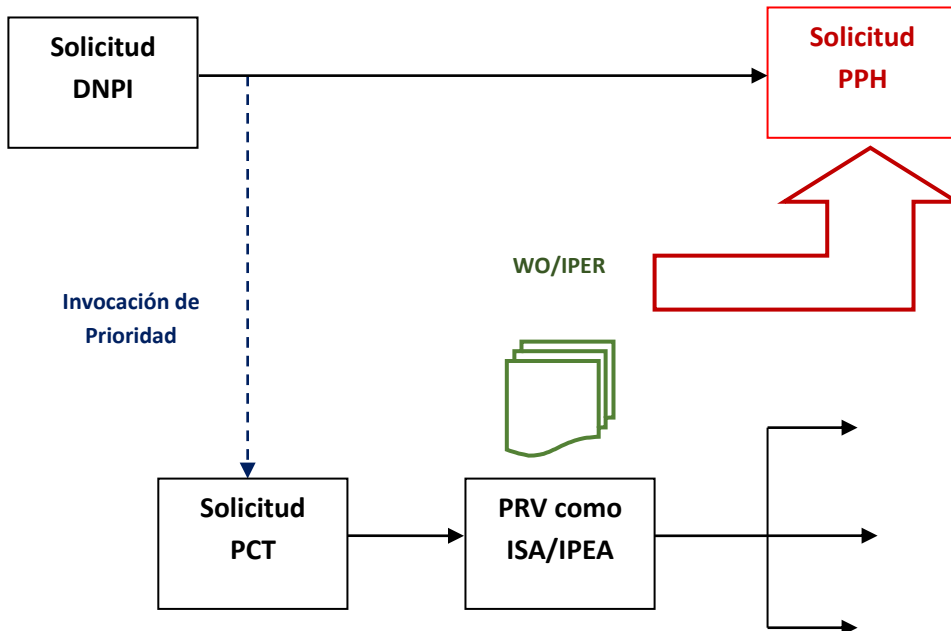 Solicitud
DNPI
Solicitud
PPH
WO/IPER
Invocación de
Prioridad
Solicitud
PCT
PRV como
ISA/IPEA